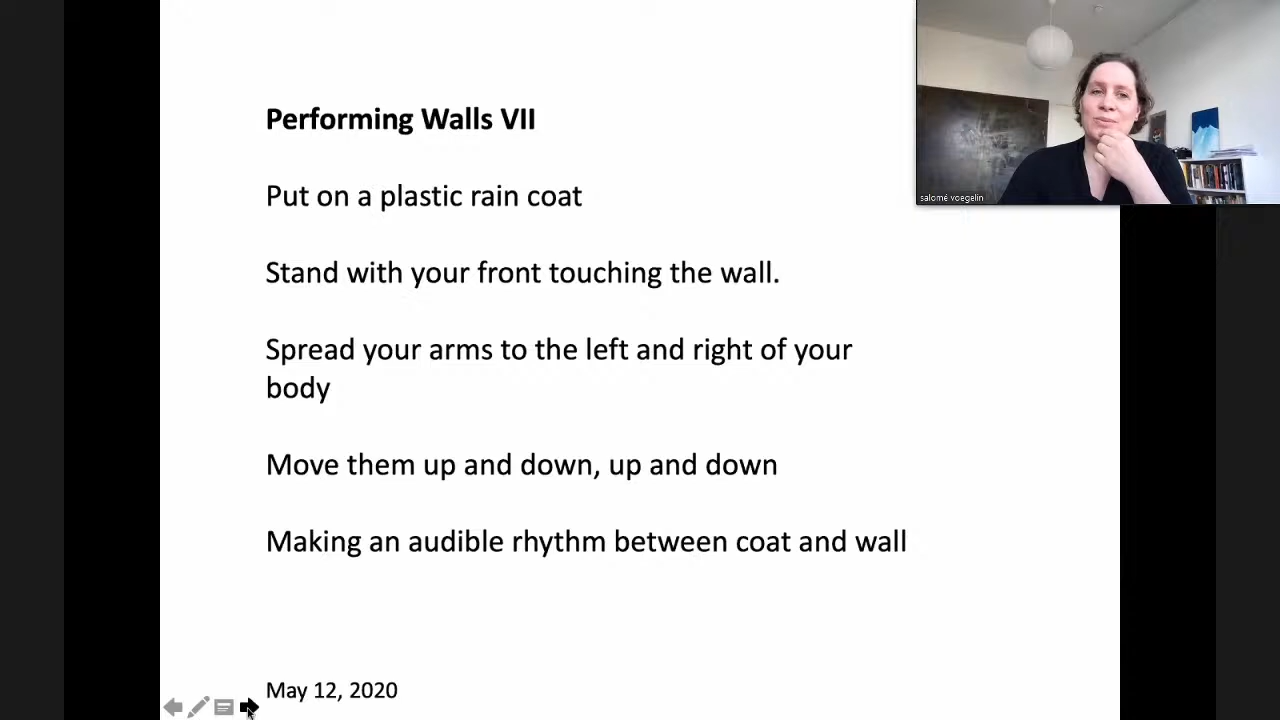 Performing Walls VII
Put on a plastic rain coat
Stand with your front touching the wall.
Spread your arms to the left and right of your
body
Move them up and down, up and down
Making an audible rhythm between coat and wall
May 12, 2020
salomé voegelin